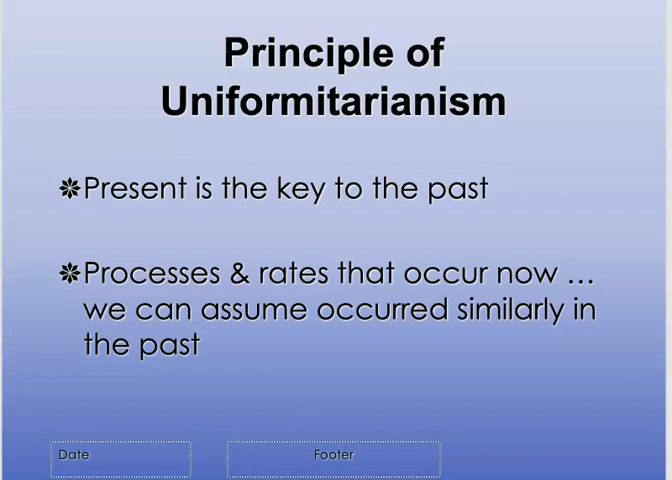 Principle of
Uniformitarianism
❋Present is the key to the past
❋Processes & rates that occur now …
we can assume occurred similarly in
the past
Date
Footer